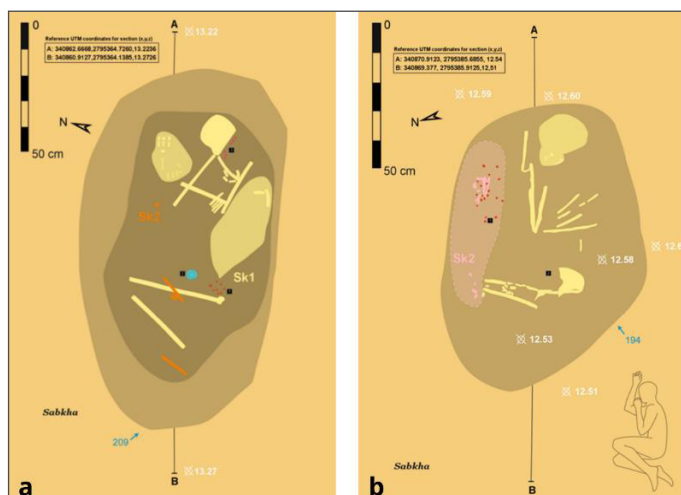 0
50 cm
Reference UTM coordinates for section (x,y,z)
A: 340862.6668,2795364.7260,13.2236
B: 340860.9127,2795364.1385,13.2726
A
13.22
N
Sk2
Sk1
Sabkha
209
13.27
B
a
0
50 cm
Reference UTM coordinates for section (x,y,z)
A: 340870.9123, 2795385.6855, 12.54
B: 340869.377, 2795385.9125,12,51
A
12.59
12.60
N
Sk2
12.58
12.53
194
12.51
Sabkha
B
b